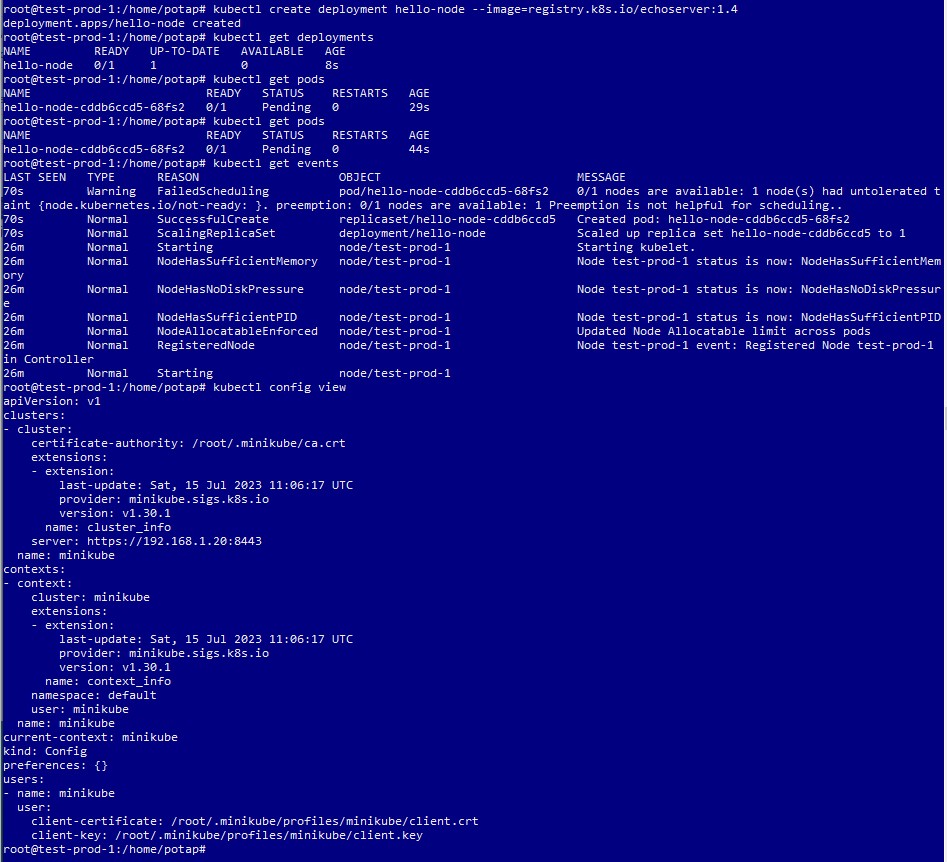 root@test-prod-1:/home/potap# kubectl create deployment hello-node --image=registry.k8s.io/echoserver:1.4
deployment.apps/hello-node created
root@test-prod-1:/home/potap# kubectl get deployments
NAME         READY   UP-TO-DATE   AVAILABLE   AGE
hello-node   0/1     1            0           8s
root@test-prod-1:/home/potap# kubectl get pods
NAME                         READY   STATUS    RESTARTS   AGE
hello-node-cddb6ccd5-68fs2   0/1     Pending   0          29s
root@test-prod-1:/home/potap# kubectl get pods
NAME                         READY   STATUS    RESTARTS   AGE
hello-node-cddb6ccd5-68fs2   0/1     Pending   0          44s
root@test-prod-1:/home/potap# kubectl get events
LAST SEEN   TYPE      REASON                    OBJECT                            MESSAGE
70s         Warning   FailedScheduling          pod/hello-node-cddb6ccd5-68fs2    0/1 nodes are available: 1 node(s) had untolerated t
aint {node.kubernetes.io/not-ready: }. preemption: 0/1 nodes are available: 1 Preemption is not helpful for scheduling..
70s         Normal    SuccessfulCreate          replicaset/hello-node-cddb6ccd5   Created pod: hello-node-cddb6ccd5-68fs2
70s         Normal    ScalingReplicaSet         deployment/hello-node             Scaled up replica set hello-node-cddb6ccd5 to 1
26m         Normal    Starting                  node/test-prod-1                  Starting kubelet.
26m         Normal    NodeHasSufficientMemory   node/test-prod-1                  Node test-prod-1 status is now: NodeHasSufficientMem
ory
26m         Normal    NodeHasNoDiskPressure     node/test-prod-1                  Node test-prod-1 status is now: NodeHasNoDiskPressur
e
26m         Normal    NodeHasSufficientPID      node/test-prod-1                  Node test-prod-1 status is now: NodeHasSufficientPID
26m         Normal    NodeAllocatableEnforced   node/test-prod-1                  Updated Node Allocatable limit across pods
26m         Normal    RegisteredNode            node/test-prod-1                  Node test-prod-1 event: Registered Node test-prod-1
in Controller
26m         Normal    Starting                  node/test-prod-1
root@test-prod-1:/home/potap# kubectl config view
apiVersion: v1
clusters:
- cluster:
    certificate-authority: /root/.minikube/ca.crt
    extensions:
    - extension:
        last-update: Sat, 15 Jul 2023 11:06:17 UTC
        provider: minikube.sigs.k8s.io
        version: v1.30.1
      name: cluster_info
    server: https://192.168.1.20:8443
  name: minikube
contexts:
- context:
    cluster: minikube
    extensions:
    - extension:
        last-update: Sat, 15 Jul 2023 11:06:17 UTC
        provider: minikube.sigs.k8s.io
        version: v1.30.1
      name: context_info
    namespace: default
    user: minikube
  name: minikube
current-context: minikube
kind: Config
preferences: {}
users:
- name: minikube
  user:
    client-certificate: /root/.minikube/profiles/minikube/client.crt
    client-key: /root/.minikube/profiles/minikube/client.key
root@test-prod-1:/home/potap#